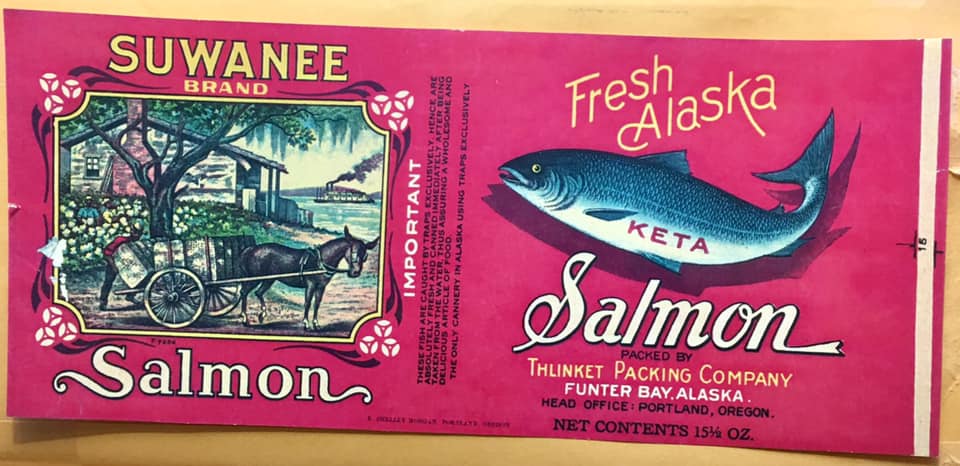 SUWANEE
BRAND
Salmon
IMPORTANT
THESE FISH ARE CAUGHT BY TRAPS EXCLUSIVELY, HENCE ARE
ABSOLUTELY FRESH AND CANNED IMMEDIATELY AFTER BEING
TAKEN FROM THE WATER, THUS ASSURING A WHOLESOME AND
DELICIOUS ARTICLE OF FOOD.
THE ONLY CANNERY IN ALASKA USING TRAPS EXCLUSIVELY
Fresh
Alaska
KETA
Salmon
PACKED BY
THLINKET PACKING COMPANY
FUNTER BAY, ALASKA.
HEAD OFFICE: PORTLAND, OREGON.
NET CONTENTS 15½ OZ.
15